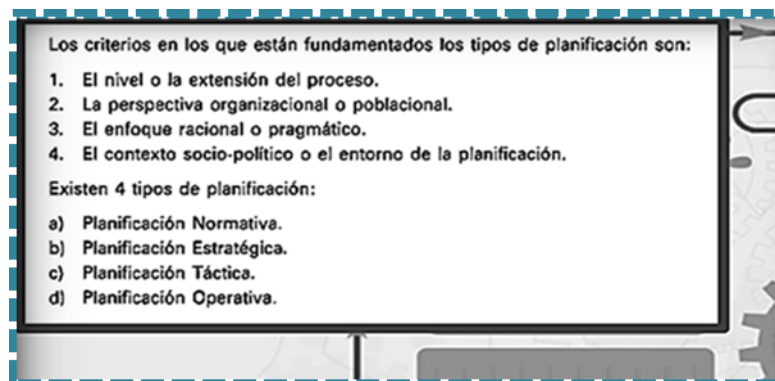 Los criterios en los que están fundamentados los tipos de planificación son:
1. El nivel o la extensión del proceso.
2. La perspectiva organizacional o poblacional.
3. El enfoque racional o pragmático.
4. El contexto socio-político o el entorno de la planificación.
Existen 4 tipos de planificación:
a) Planificación Normativa.
b) Planificación Estratégica.
c) Planificación Táctica.
d) Planificación Operativa.